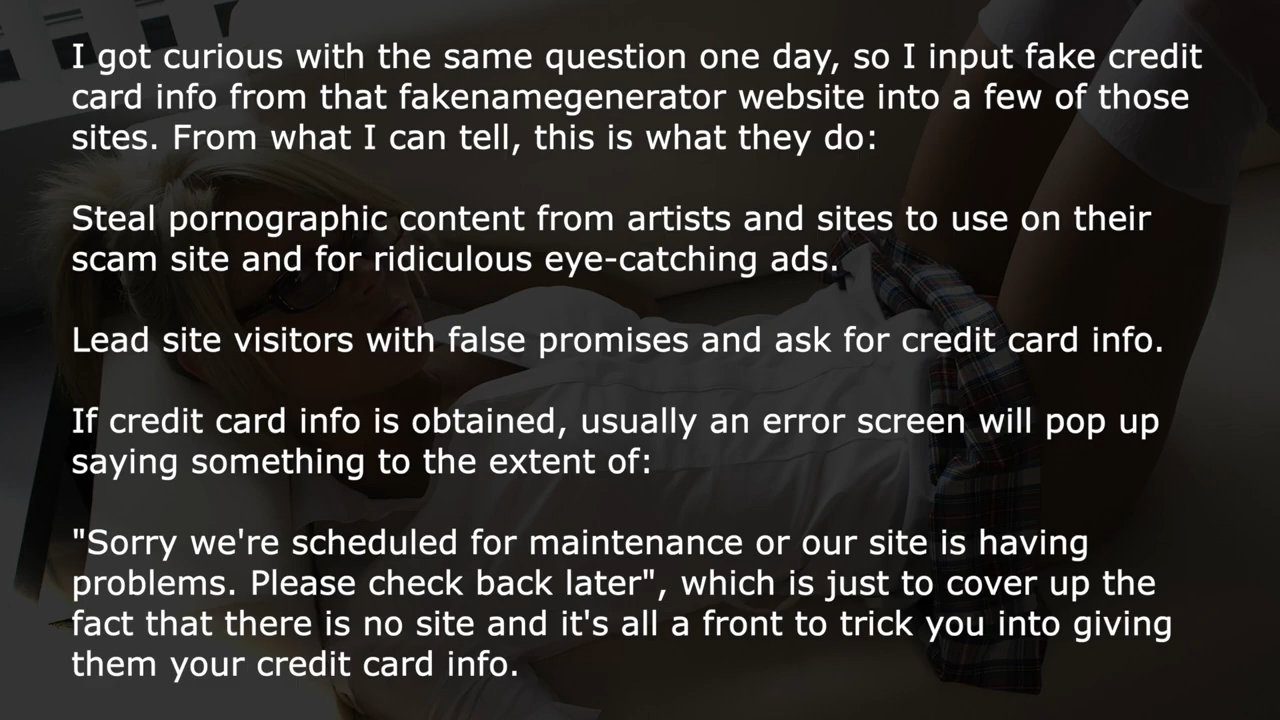 I got curious with the same question one day, so I input fake credit
card info from that fakenamegenerator website into a few of those
sites. From what I can tell, this is what they do:
Steal pornographic content from artists and sites to use on their
scam site and for ridiculous eye-catching ads.
Lead site visitors with false promises and ask for credit card info.
If credit card info is obtained, usually an error screen will pop up
saying something to the extent of:
"Sorry we're scheduled for maintenance or our site is having
problems. Please check back later", which is just to cover up the
fact that there is no site and it's all a front to trick you into giving
them your credit card info.